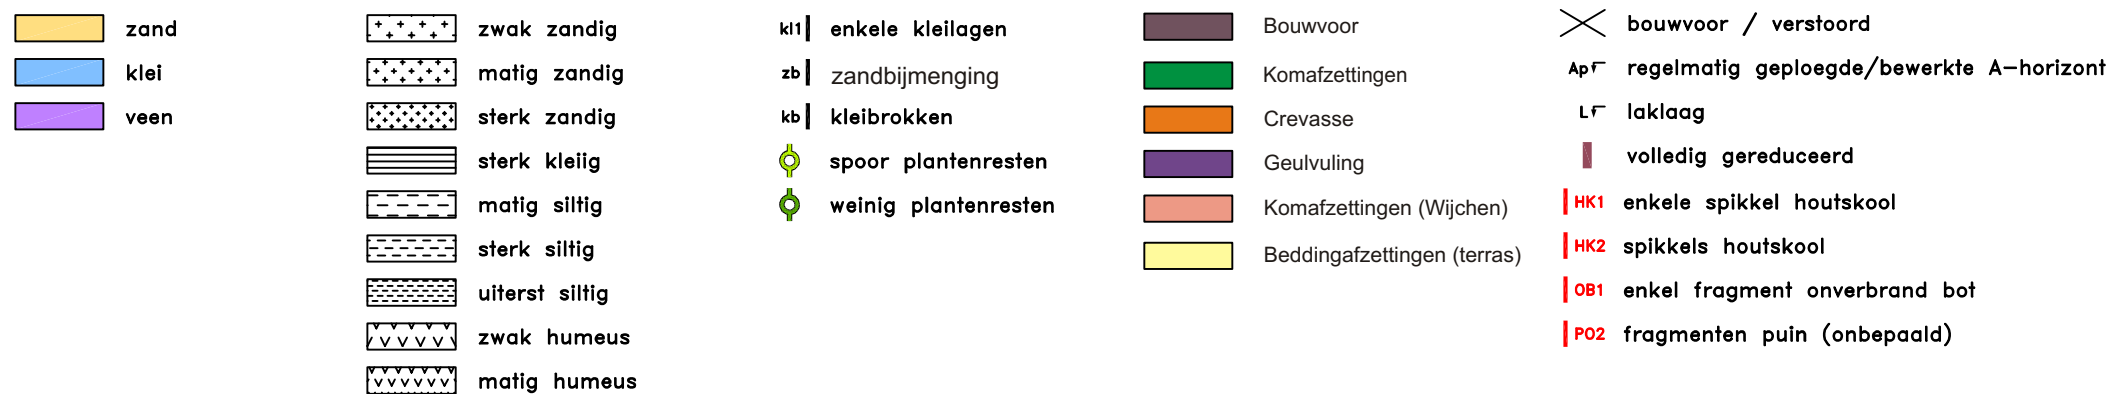 zand
klei
veen
zwak zandig
matig zandig
sterk zandig
sterk kleiig
matig siltig
sterk siltig
uiterst siltig
zwak humeus
matig humeus
kl1 enkele kleilagen
zb zandbijmenging
kb kleibrokken
spoor plantenresten
weinig plantenresten
Bouwvoor
Komafzettingen
Crevasse
Geulvuling
Komafzettingen (Wijchen)
Beddingafzettingen (terras)
bouwvoor / verstoord
Ap regelmatig geploegde/bewerkte A-horizont
L laklaag
volledig gereduceerd
HK1 enkele spikkel houtskool
HK2 spikkels houtskool
OB1 enkel fragment onverbrand bot
PO2 fragmenten puin (onbepaald)